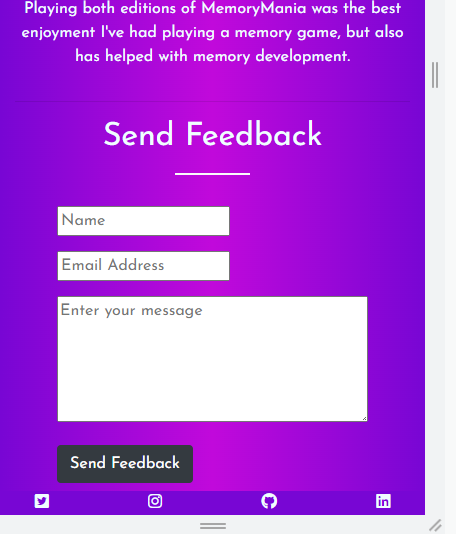 Playing both editions of MemoryMania was the best
enjoyment I've had playing a memory game, but also
has helped with memory development.
Send Feedback
Name
Email Address
Enter your message
Send Feedback